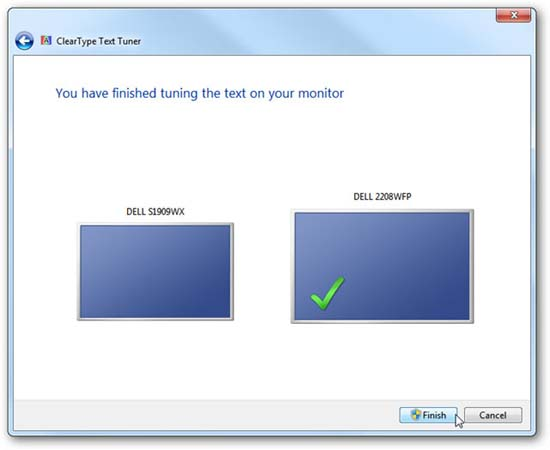 ClearType Text Tuner
You have finished tuning the text on your monitor
DELL S1909WX
DELL 2208WFP
Finish
Cancel